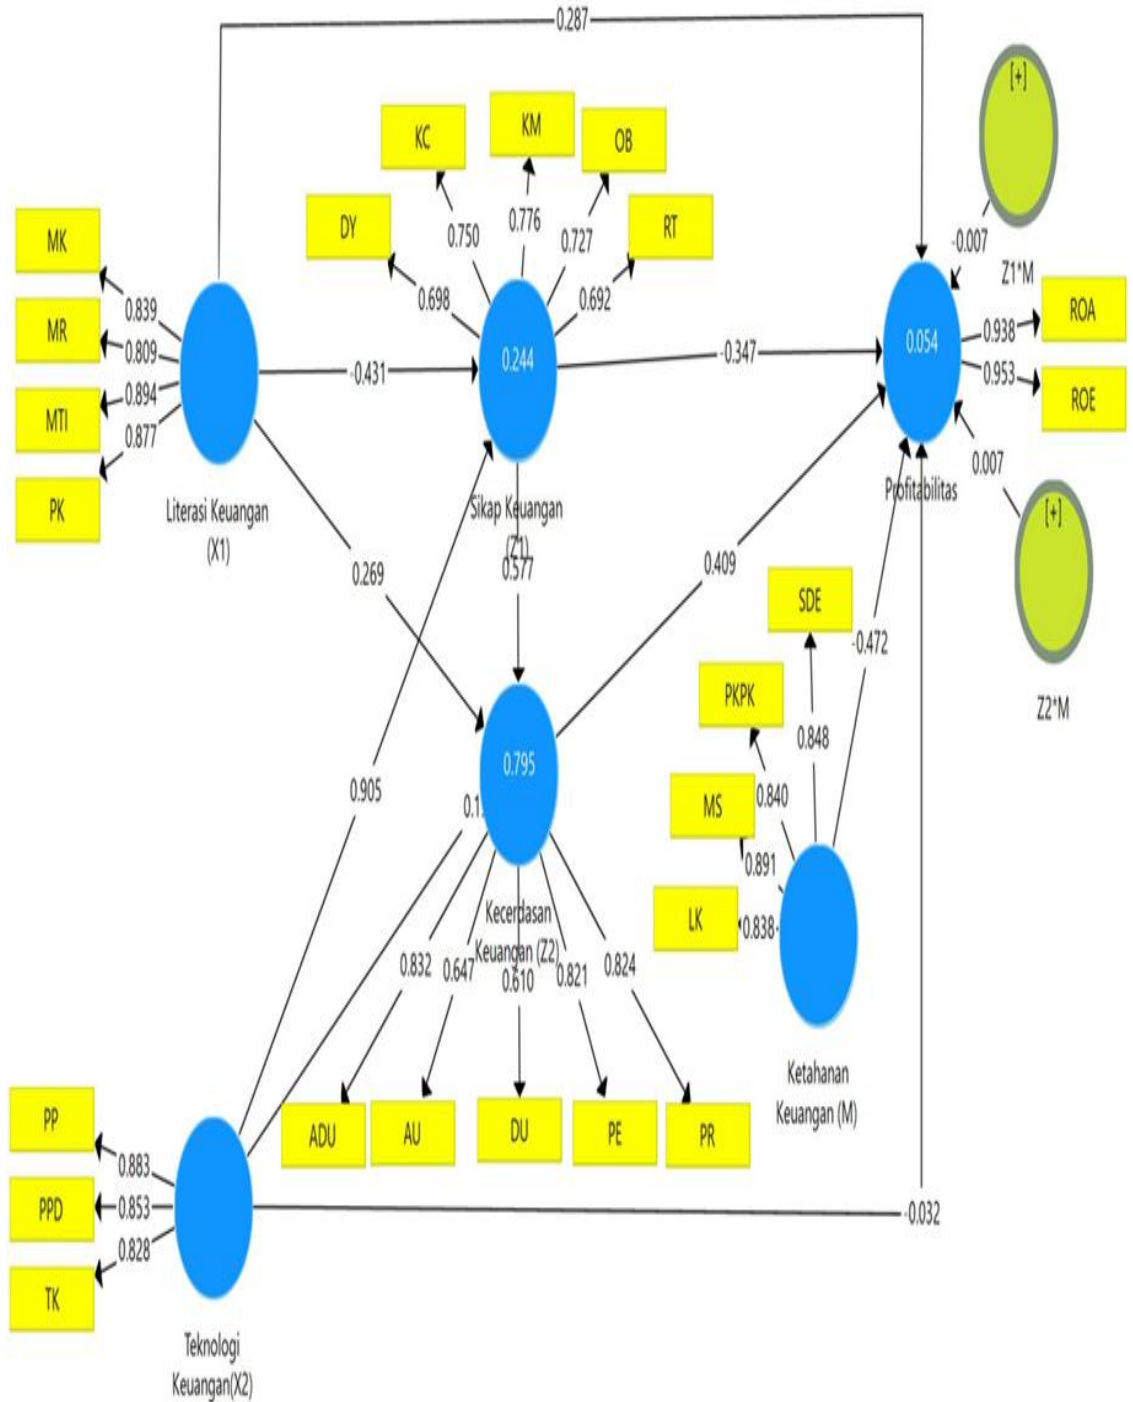 0.287
[+]
KC
KM
OB
DY
RT
0.750
0.776
0.727
0.698
0.692
-0.007
Z1*M
MK
MR
MTI
PK
0.839
0.809
0.894
0.877
Literasi Keuangan
(X1)
-0.431
0.244
Sikap Keuangan
(Z1)
0.577
-0.347
0.054
Profitabilitas
0.938
0.953
ROA
ROE
0.007
[+]
Z2*M
0.269
0.409
-0.472
0.905
0.795
Kecerdasan
Keuangan (Z2)
SDE
PKPK
MS
LK
0.848
0.840
0.891
0.838
Ketahanan
Keuangan (M)
0.832
0.647
0.610
0.821
0.824
ADU
AU
DU
PE
PR
PP
PPD
TK
0.883
0.853
0.828
-0.032
Teknologi
Keuangan(X2)